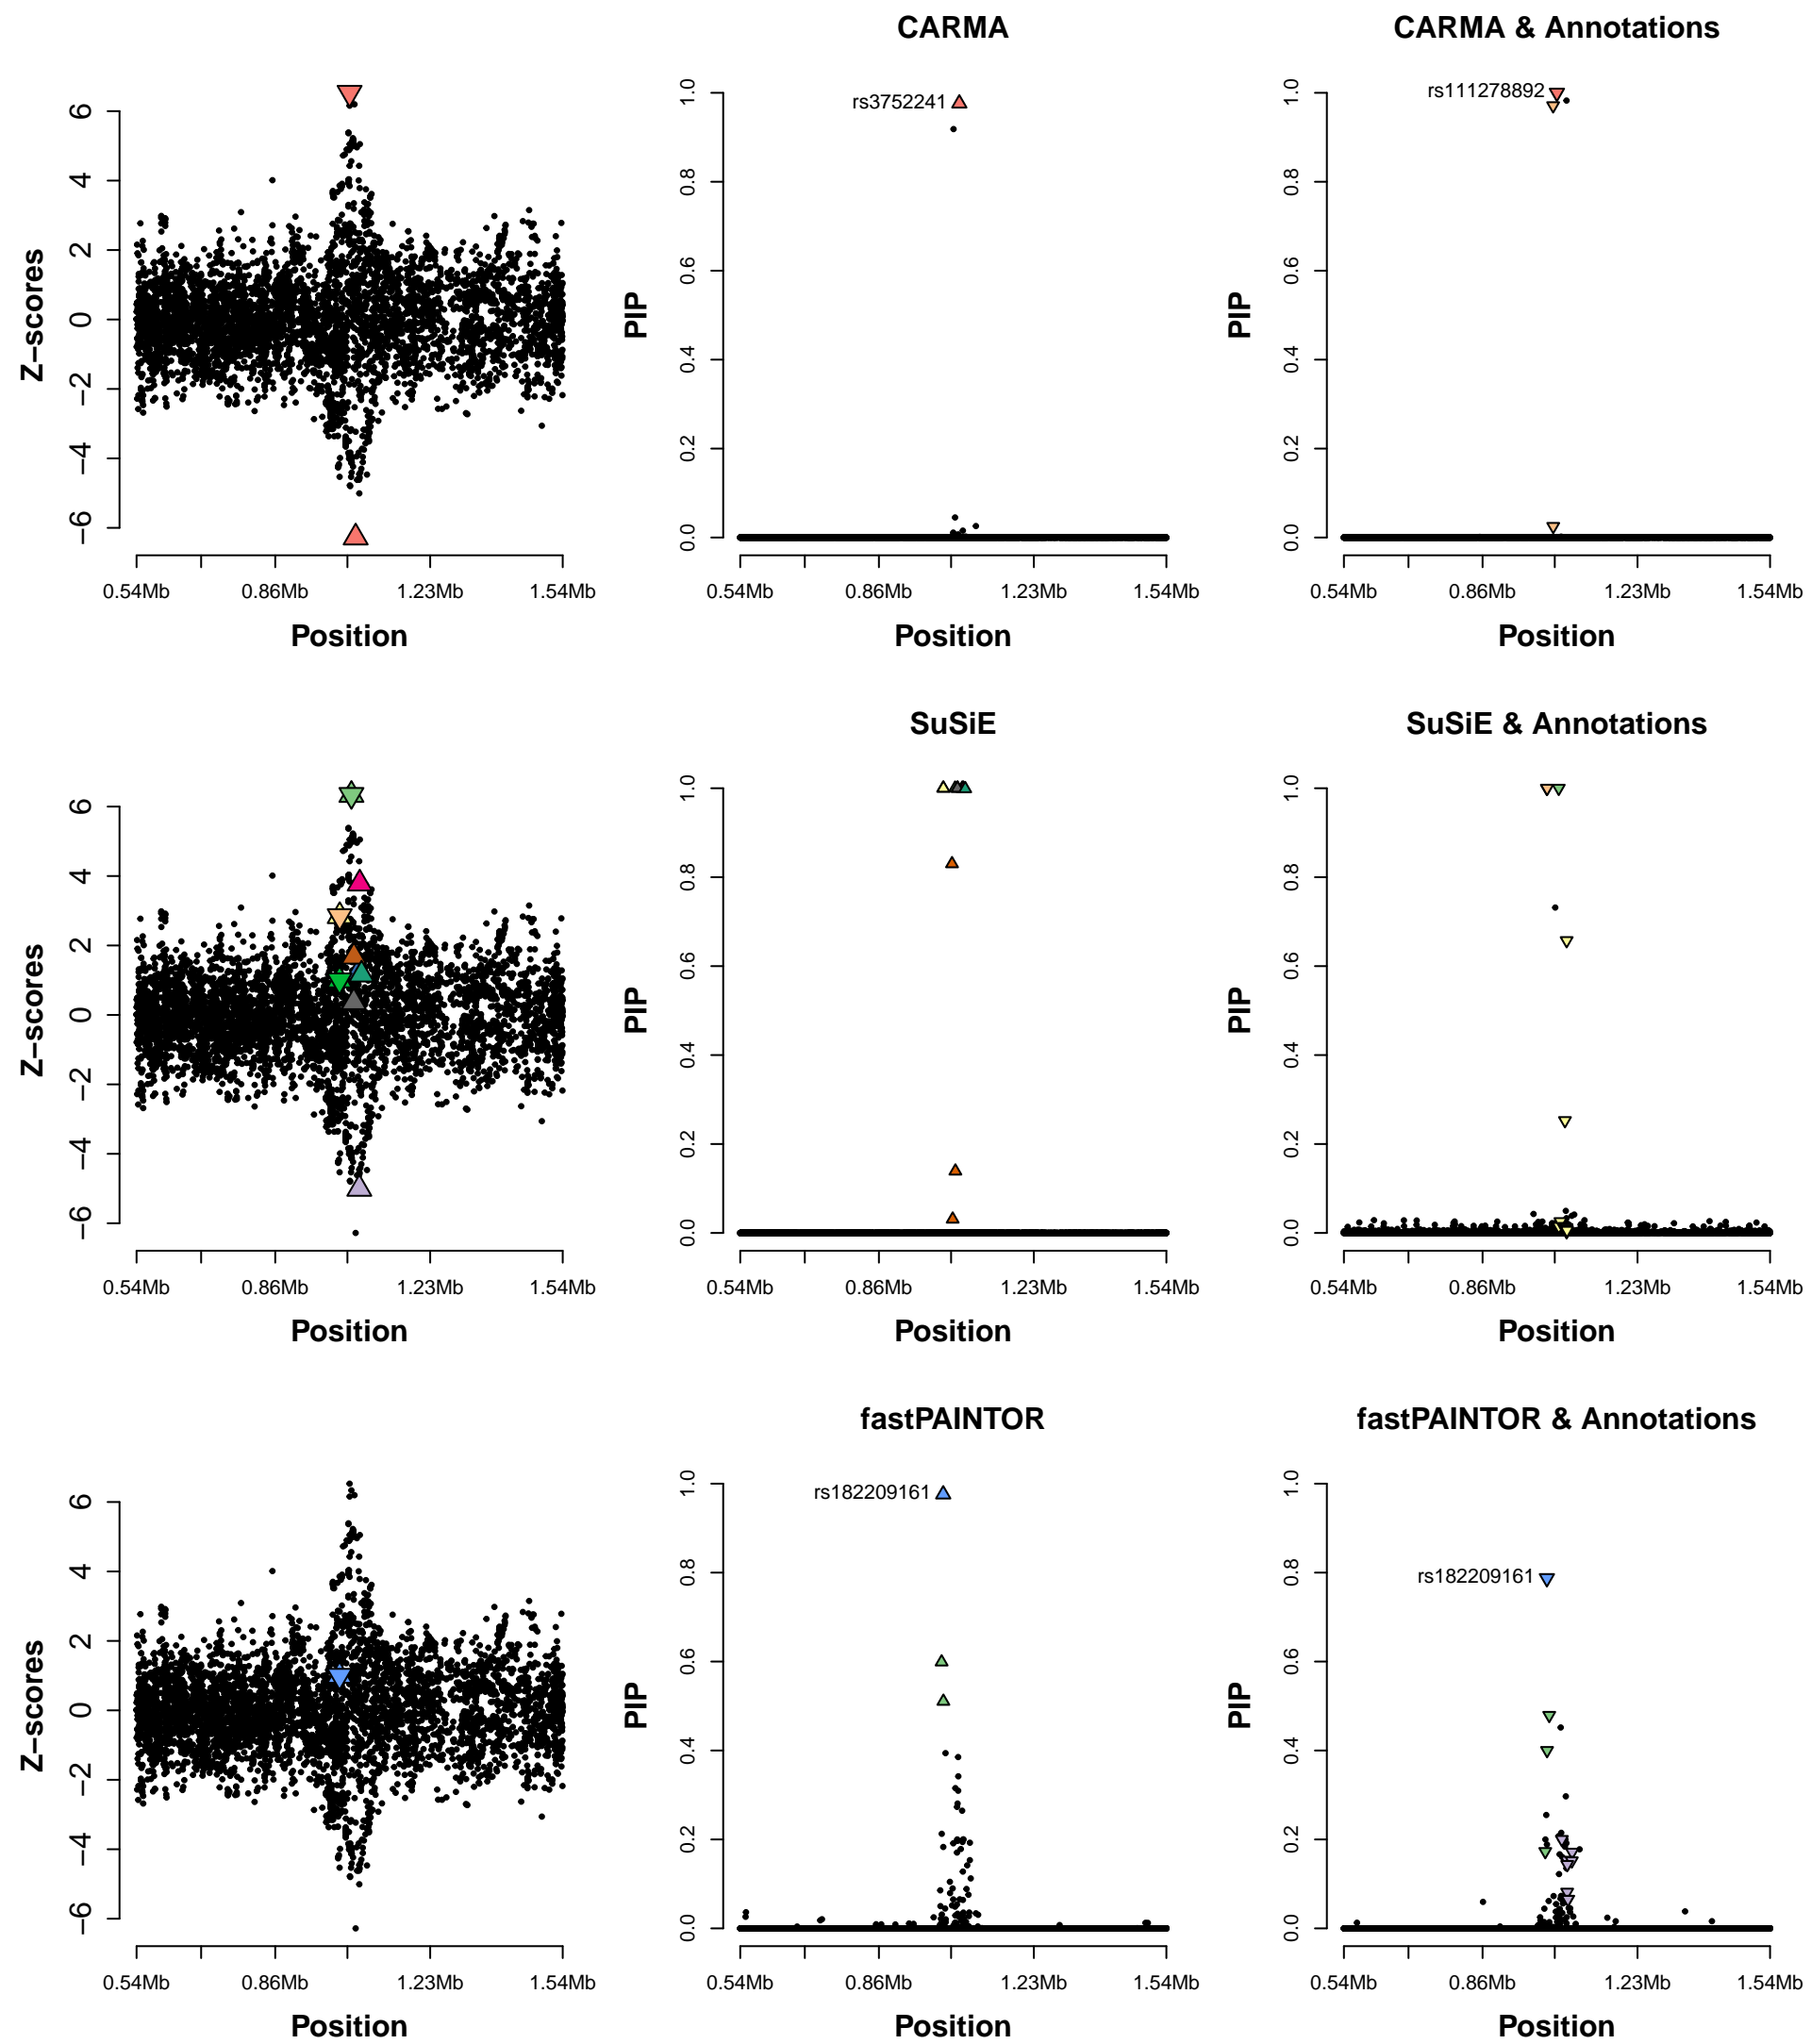 CARMA
CARMA & Annotations
Z−scores
−6
−4
−2
0
2
4
6
0.54Mb 0.86Mb 1.23Mb 1.54Mb
Position
PIP
0.0
0.2
0.4
0.6
0.8
1.0
rs3752241
0.54Mb 0.86Mb 1.23Mb 1.54Mb
Position
PIP
0.0
0.2
0.4
0.6
0.8
1.0
rs111278892
0.54Mb 0.86Mb 1.23Mb 1.54Mb
Position
SuSiE
SuSiE & Annotations
Z−scores
−6
−4
−2
0
2
4
6
0.54Mb 0.86Mb 1.23Mb 1.54Mb
Position
PIP
0.0
0.2
0.4
0.6
0.8
1.0
0.54Mb 0.86Mb 1.23Mb 1.54Mb
Position
PIP
0.0
0.2
0.4
0.6
0.8
1.0
0.54Mb 0.86Mb 1.23Mb 1.54Mb
Position
fastPAINTOR
fastPAINTOR & Annotations
Z−scores
−6
−4
−2
0
2
4
6
0.54Mb 0.86Mb 1.23Mb 1.54Mb
Position
PIP
0.0
0.2
0.4
0.6
0.8
1.0
rs182209161
0.54Mb 0.86Mb 1.23Mb 1.54Mb
Position
PIP
0.0
0.2
0.4
0.6
0.8
1.0
rs182209161
0.54Mb 0.86Mb 1.23Mb 1.54Mb
Position